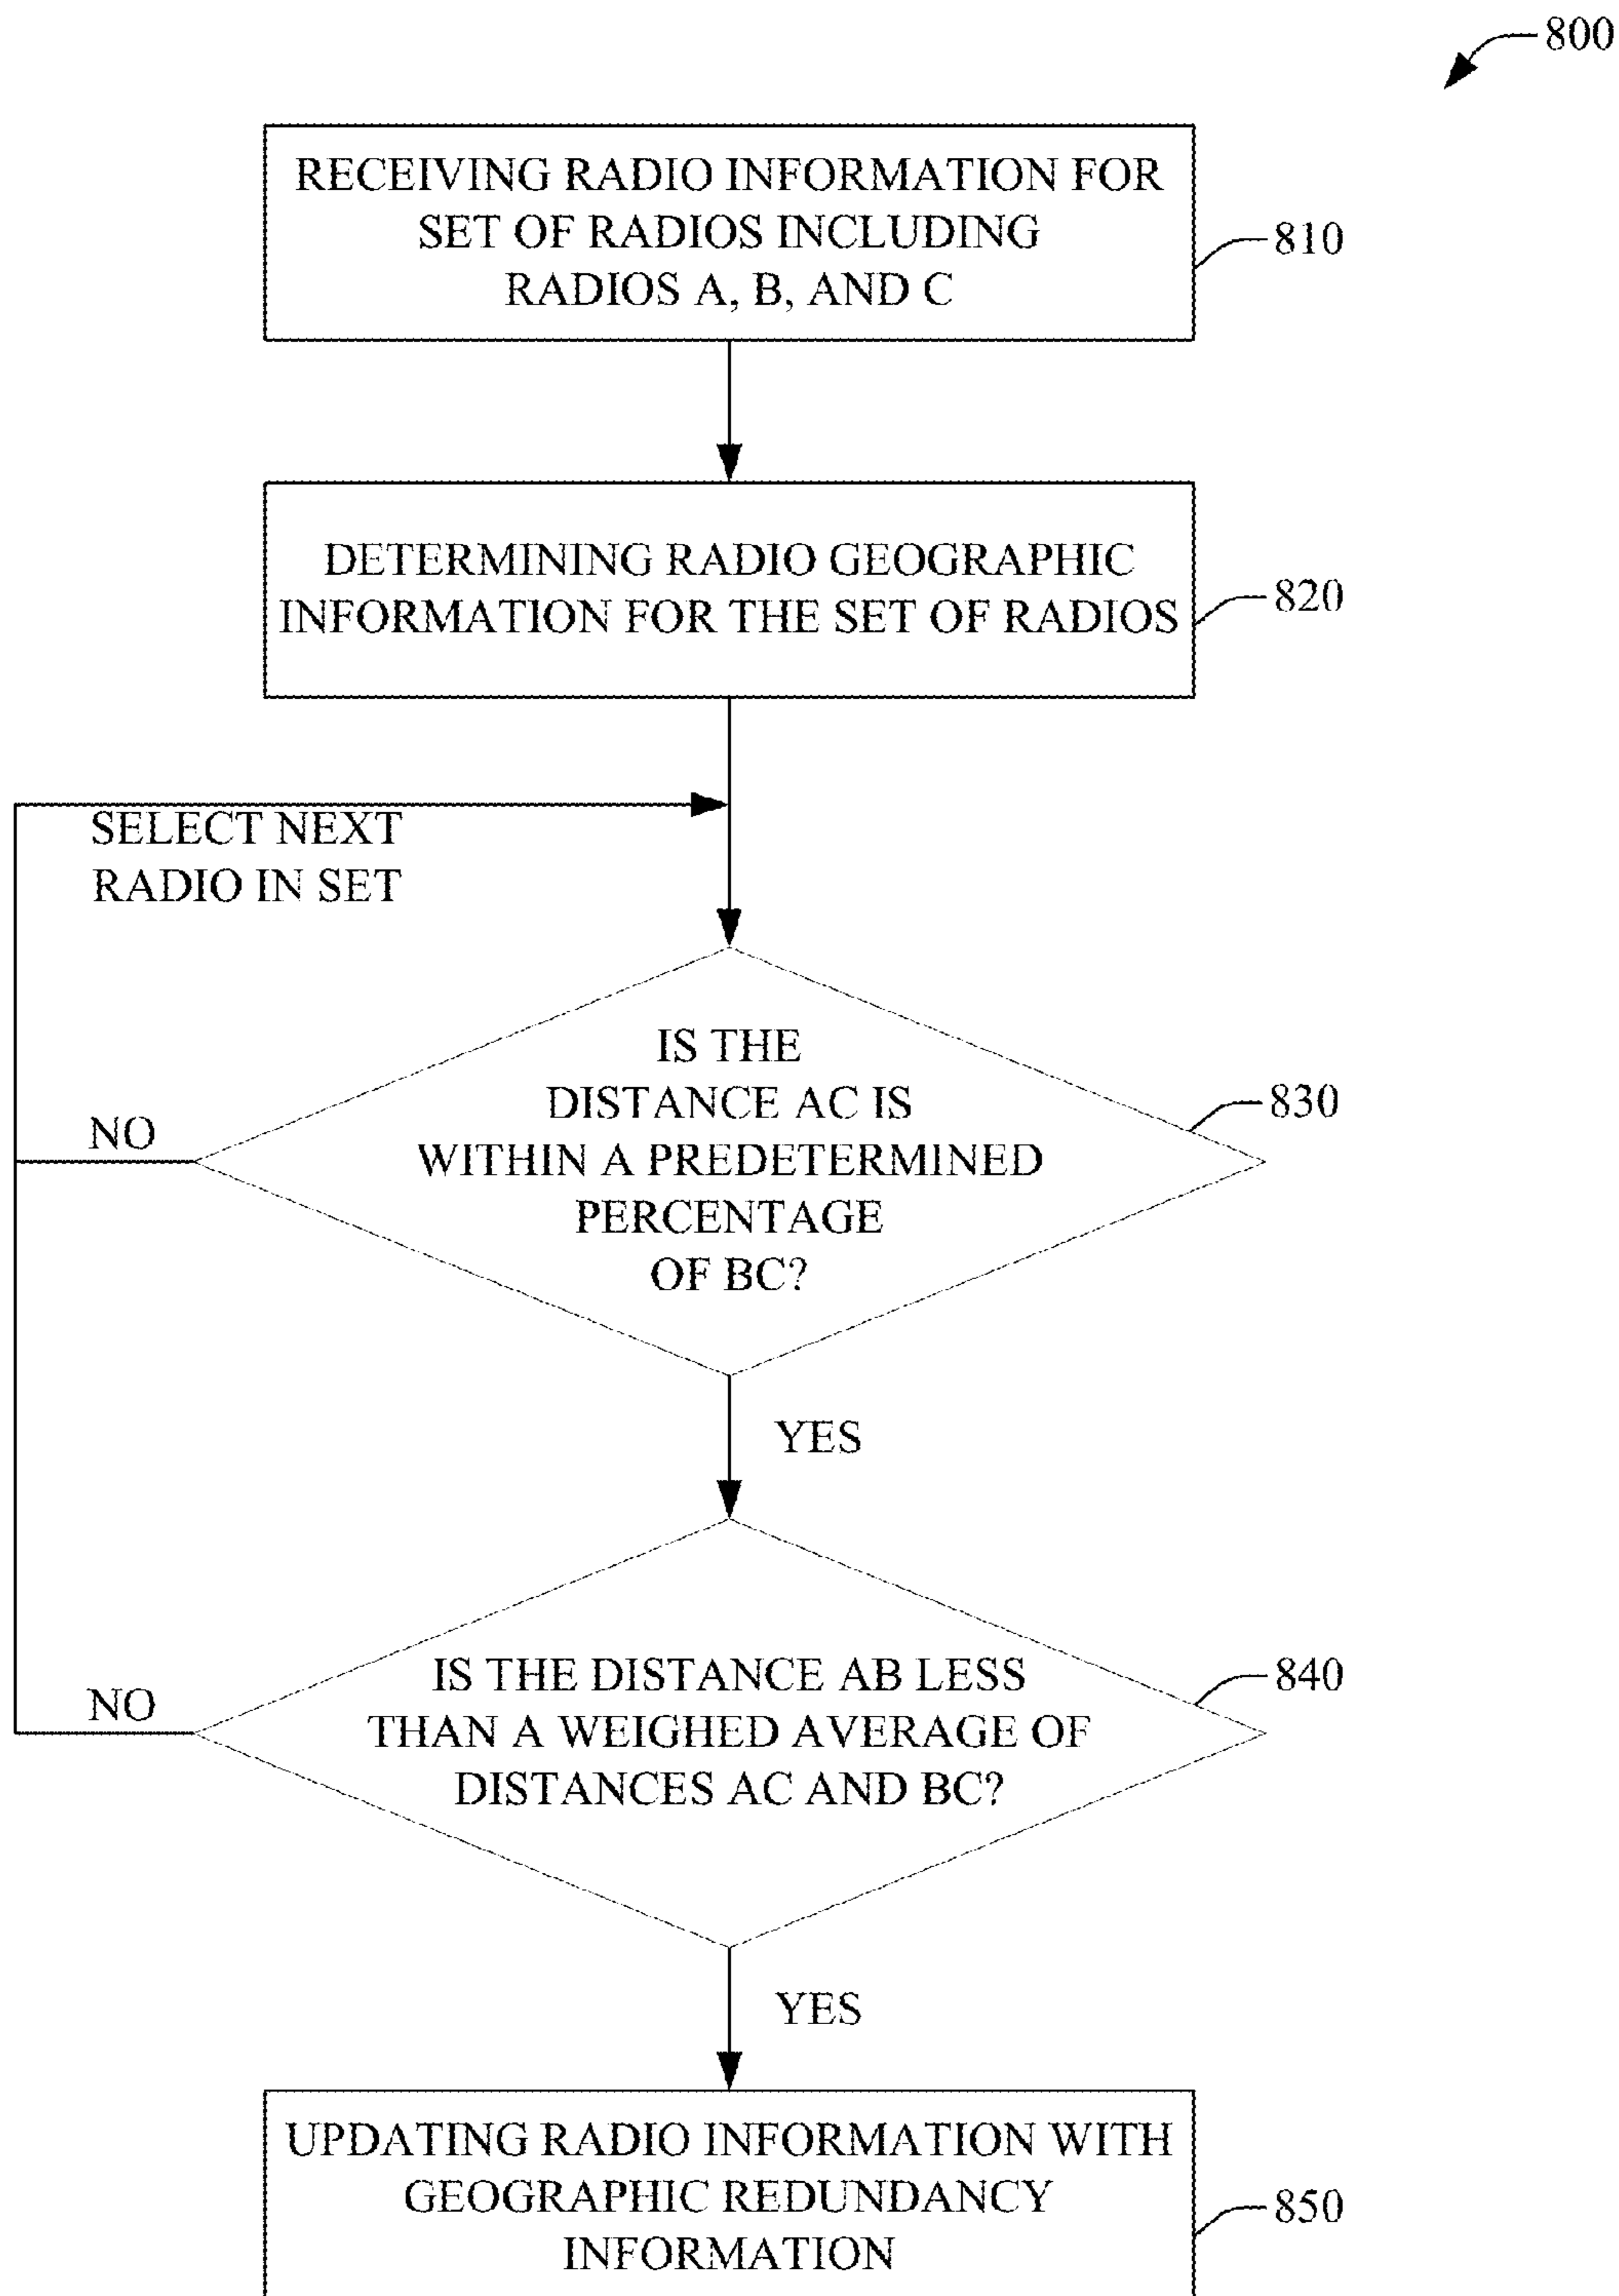 800
RECEIVING RADIO INFORMATION FOR
SET OF RADIOS INCLUDING
RADIOS A, B, AND C
810
DETERMINING RADIO GEOGRAPHIC
INFORMATION FOR THE SET OF RADIOS
820
SELECT NEXT
RADIO IN SET
IS THE
DISTANCE AC IS
WITHIN A PREDETERMINED
PERCENTAGE
OF BC?
830
NO
YES
IS THE DISTANCE AB LESS
THAN A WEIGHED AVERAGE OF
DISTANCES AC AND BC?
840
NO
YES
UPDATING RADIO INFORMATION WITH
GEOGRAPHIC REDUNDANCY
INFORMATION
850